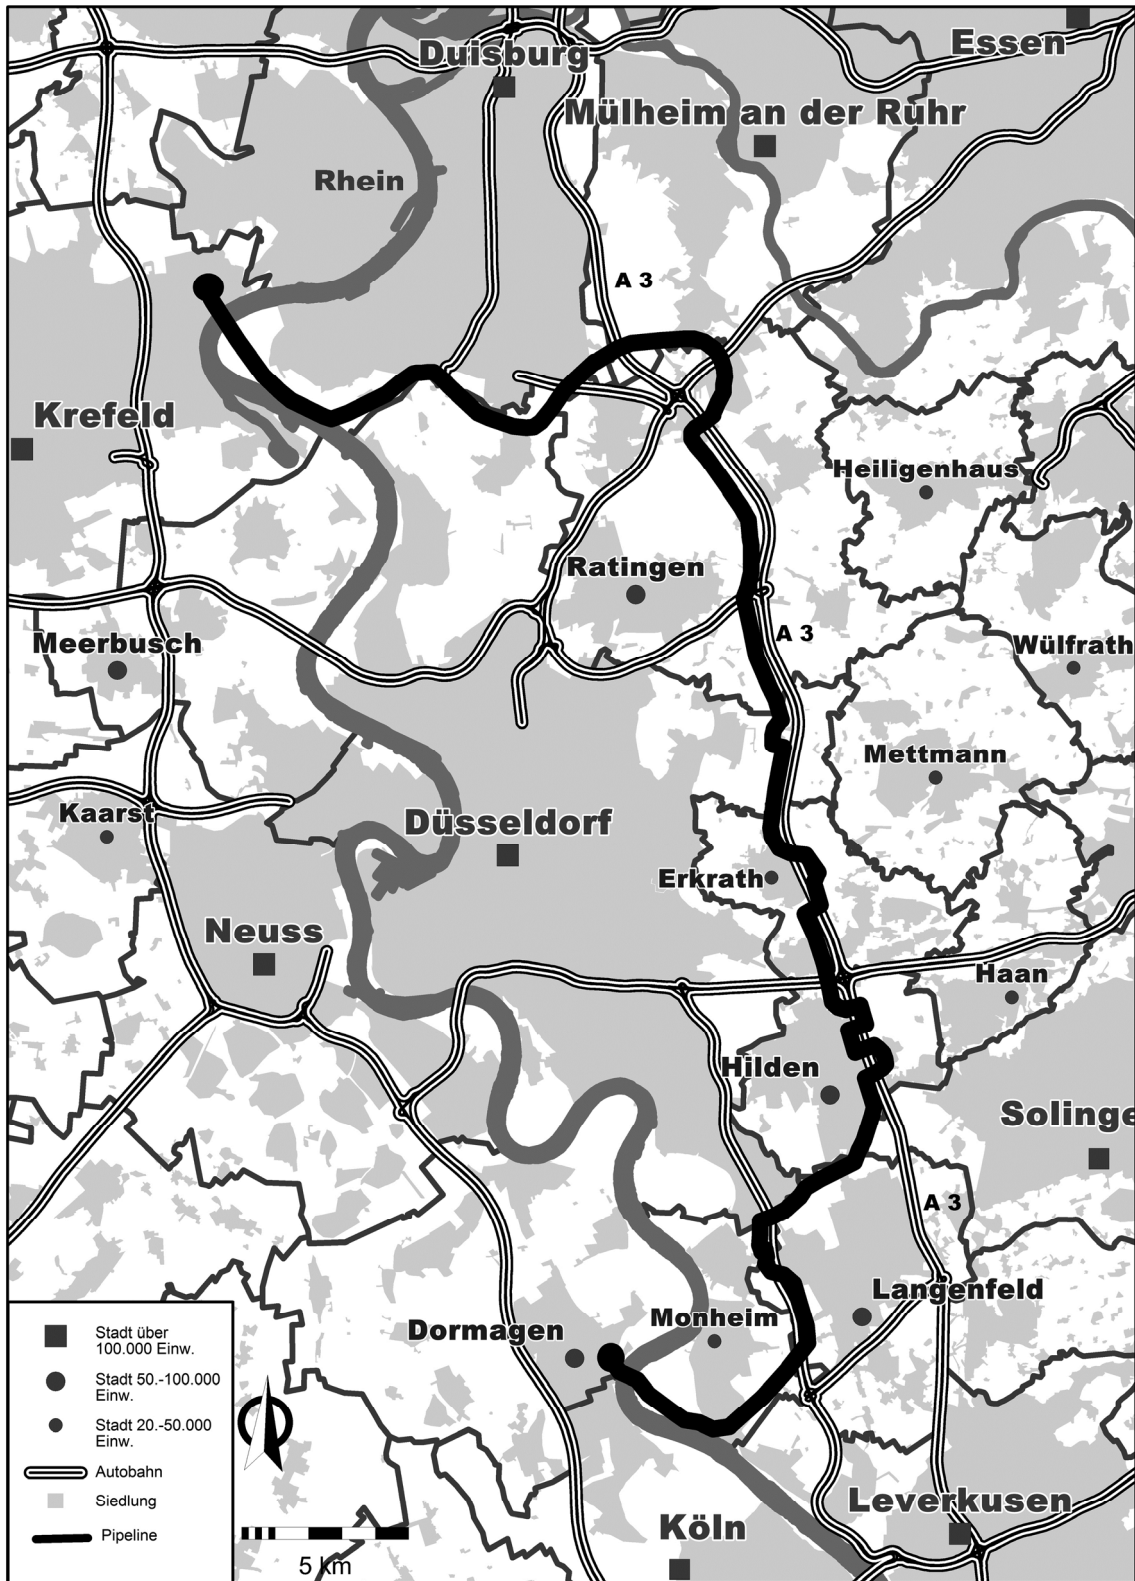 Essen
Duisburg
Mülheim an der Ruhr
Rhein
A 3
Krefeld
Heiligenhaus
Ratingen
A 3
Meerbusch
Wülfrath
Mettmann
Kaarst
Düsseldorf
Erkrath
Neuss
Haan
Hilden
Solinge
A 3
Langenfeld
Monheim
Dormagen
Stadt über
100.000 Einw.
Stadt 50.-100.000
Einw.
Stadt 20.-50.000
Einw.
Autobahn
Siedlung
Pipeline
5 km
Leverkusen
Köln